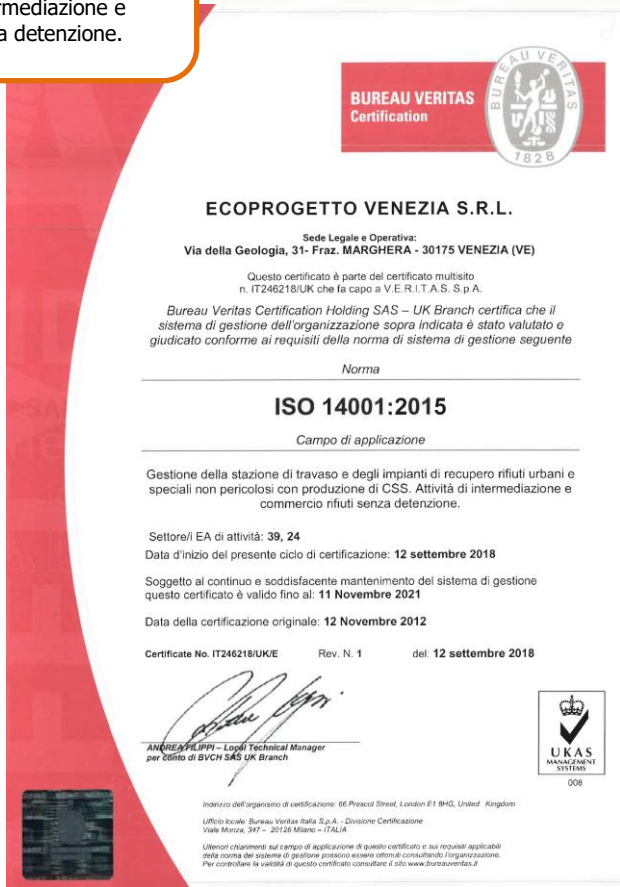 rmediazione e
a detenzione.
BUREAU VERITAS
Certification
BUREAU VERITAS
1828
ECOPROGETTO VENEZIA S.R.L.
Sede Legale e Operativa:
Via della Geologia, 31- Fraz. MARGHERA - 30175 VENEZIA (VE)
Questo certificato è parte del certificato multisito
n. IT246218/UK che fa capo a V.E.R.I.T.A.S. S.p.A.
Bureau Veritas Certification Holding SAS – UK Branch certifica che il
sistema di gestione dell'organizzazione sopra indicata è stato valutato e
giudicato conforme ai requisiti della norma di sistema di gestione seguente
Norma
ISO 14001:2015
Campo di applicazione
Gestione della stazione di travaso e degli impianti di recupero rifiuti urbani e
speciali non pericolosi con produzione di CSS. Attività di intermediazione e
commercio rifiuti senza detenzione.
Settore/i EA di attività: 39, 24
Data d'inizio del presente ciclo di certificazione: 12 settembre 2018
Soggetto al continuo e soddisfacente mantenimento del sistema di gestione
questo certificato è valido fino al: 11 Novembre 2021
Data della certificazione originale: 12 Novembre 2012
Certificate No. IT246218/UK/E Rev. N. 1 del: 12 settembre 2018
ANDREA FILIPPI – Local Technical Manager
per conto di BVCH SAS UK Branch
UKAS
MANAGEMENT
SYSTEMS
008
Indirizzo dell'organismo di certificazione: 66 Prescot Street, London E1 8HG, United Kingdom
Ufficio locale: Bureau Veritas Italia S.p.A. - Divisione Certificazione
Viale Monza, 347 – 20126 Milano – ITALIA
Ulteriori chiarimenti sul campo di applicazione di questo certificato e sui requisiti applicabili
della norma del sistema di gestione possono essere ottenuti consultando l'organizzazione.
Per controllare la validità di questo certificato consultare il sito www.bureauveritas.it